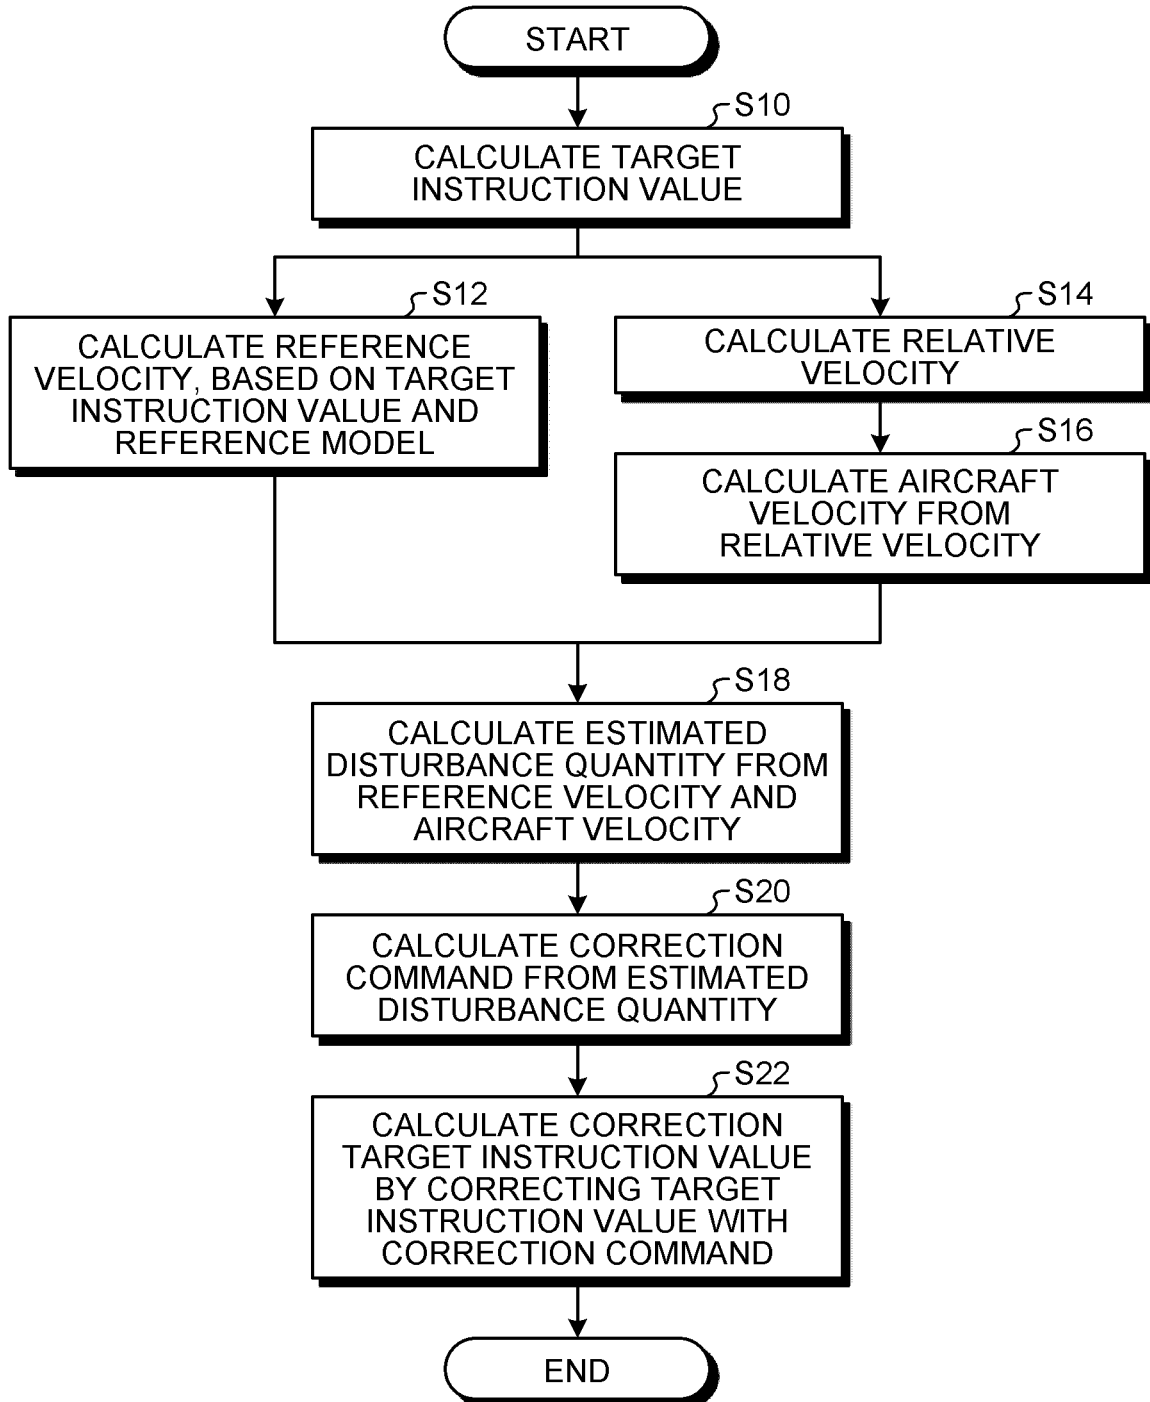 START
S10
CALCULATE TARGET
INSTRUCTION VALUE
S12
CALCULATE REFERENCE
VELOCITY, BASED ON TARGET
INSTRUCTION VALUE AND
REFERENCE MODEL
S14
CALCULATE RELATIVE
VELOCITY
S16
CALCULATE AIRCRAFT
VELOCITY FROM
RELATIVE VELOCITY
S18
CALCULATE ESTIMATED
DISTURBANCE QUANTITY FROM
REFERENCE VELOCITY AND
AIRCRAFT VELOCITY
S20
CALCULATE CORRECTION
COMMAND FROM ESTIMATED
DISTURBANCE QUANTITY
S22
CALCULATE CORRECTION
TARGET INSTRUCTION VALUE
BY CORRECTING TARGET
INSTRUCTION VALUE WITH
CORRECTION COMMAND
END